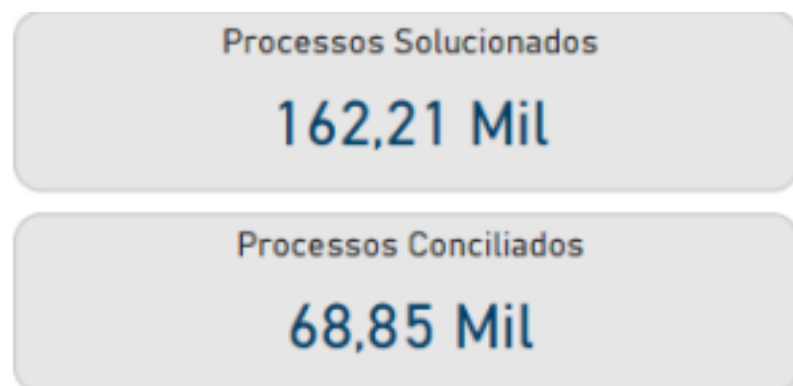 Processos Solucionados
162,21 Mil
Processos Conciliados
68,85 Mil